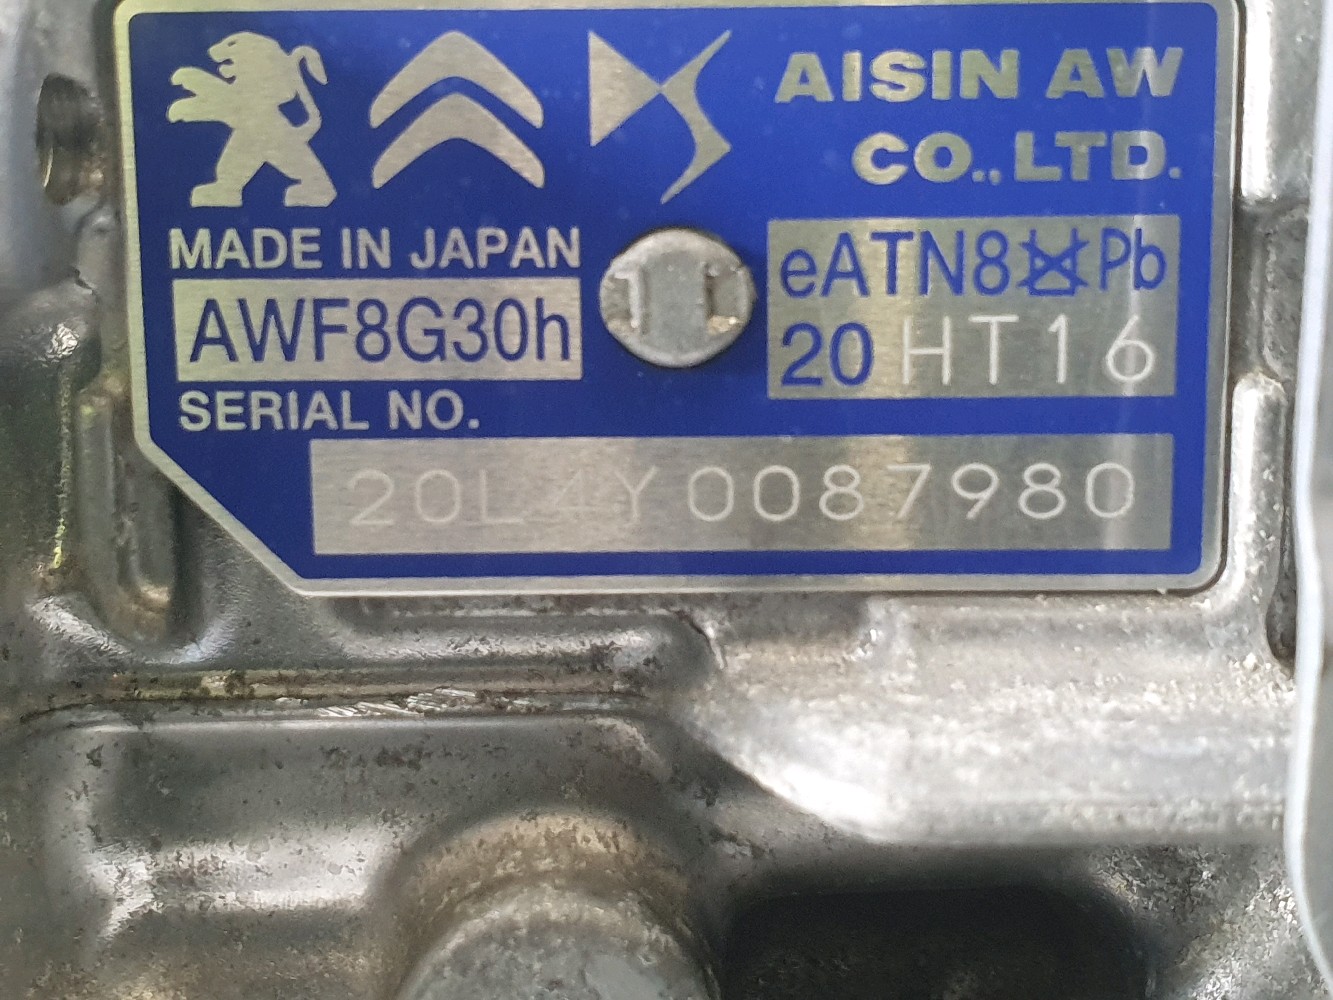 AISIN AW
CO., LTD.
MADE IN JAPAN
AWF8G30h
eATN8 Pb
20 HT16
SERIAL NO.
20L4Y0087980